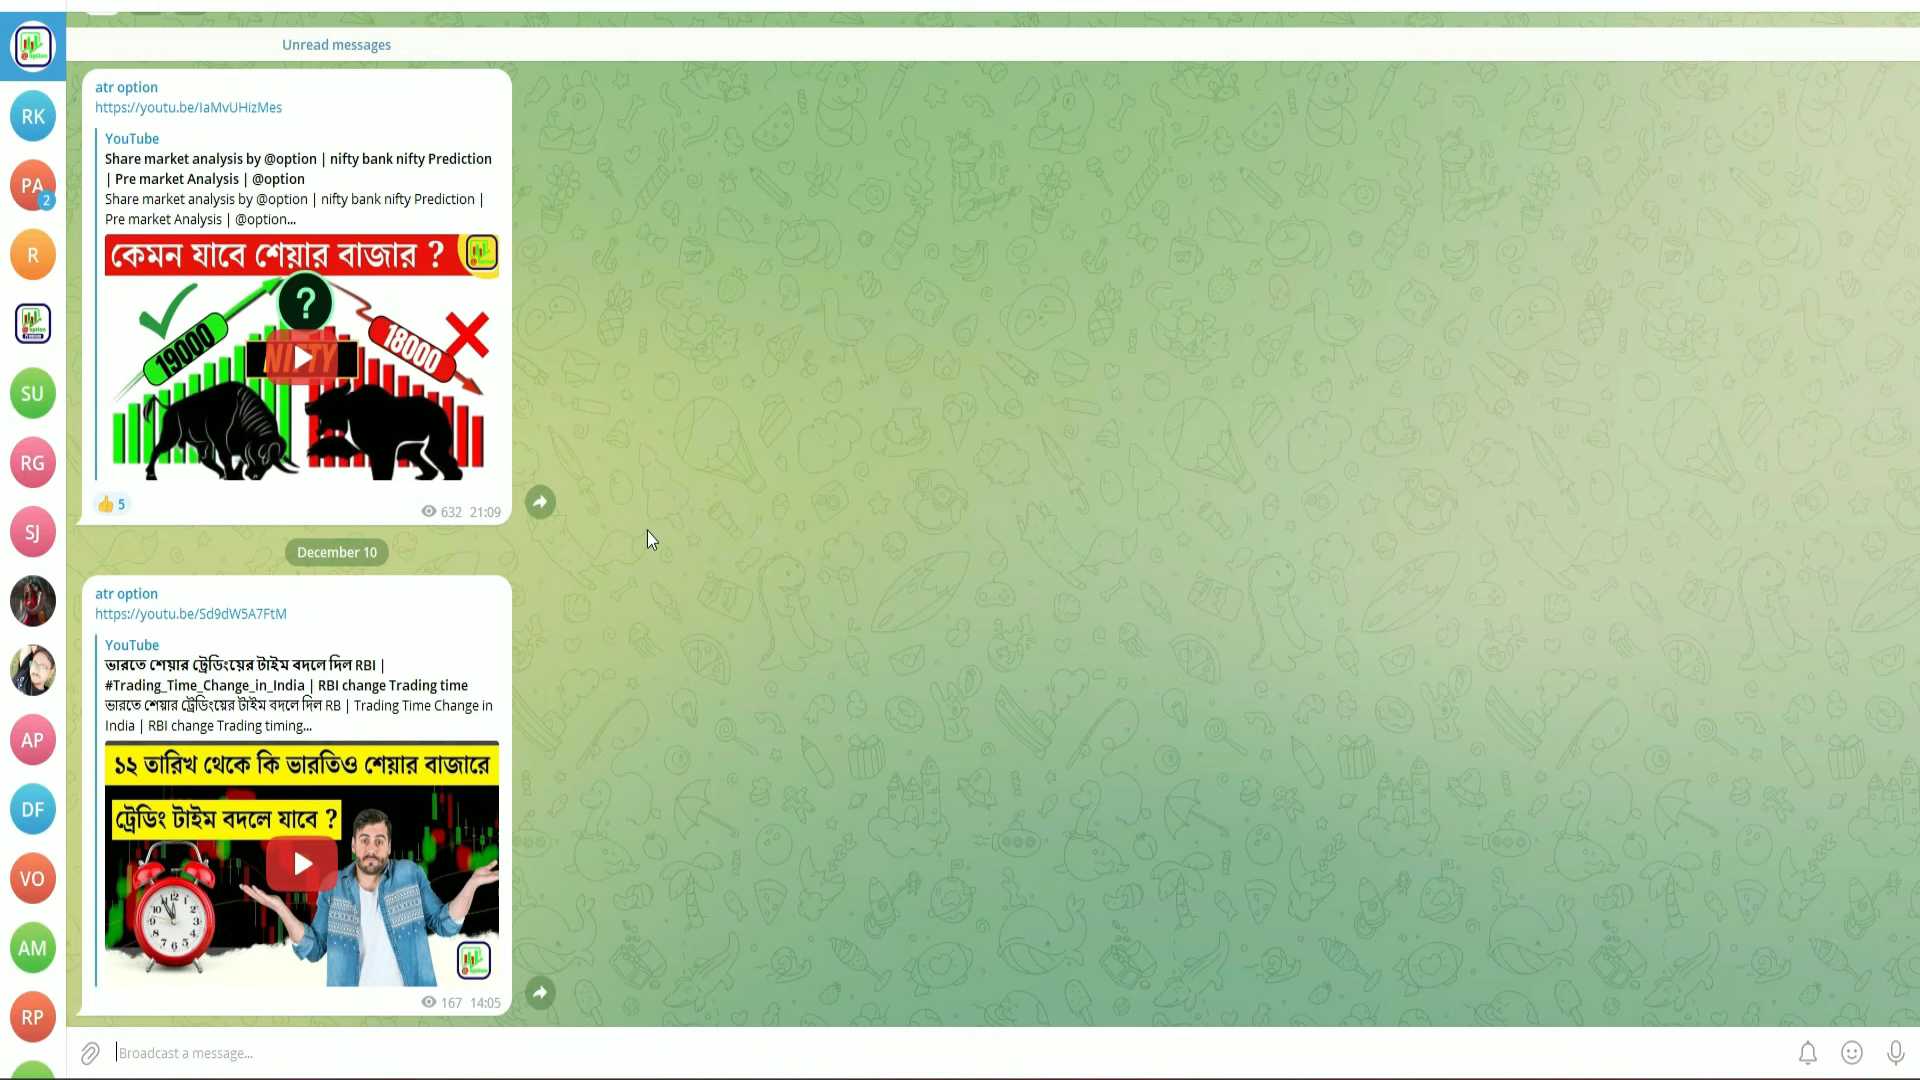 Unread messages
atr option
https://youtu.be/IaMvUHizMes
YouTube
Share market analysis by @option | nifty bank nifty Prediction
| Pre market Analysis | @option
Share market analysis by @option | nifty bank nifty Prediction |
Pre market Analysis | @option...
কেমন যাবে শেয়ার বাজার ?
?
19000
NIFTY
18000
👍 5
632 21:09
December 10
atr option
https://youtu.be/Sd9dW5A7FtM
YouTube
ভারতে শেয়ার ট্রেডিংয়ের টাইম বদলে দিল RBI |
#Trading_Time_Change_in_India | RBI change Trading time
ভারতে শেয়ার ট্রেডিংয়ের টাইম বদলে দিল RB | Trading Time Change in
India | RBI change Trading timing...
১২ তারিখ থেকে কি ভারতিও শেয়ার বাজারে
ট্রেডিং টাইম বদলে যাবে ?
167 14:05
Broadcast a message...
@option
RK
PA
2
R
SU
RG
SJ
AP
DF
VO
AM
RP